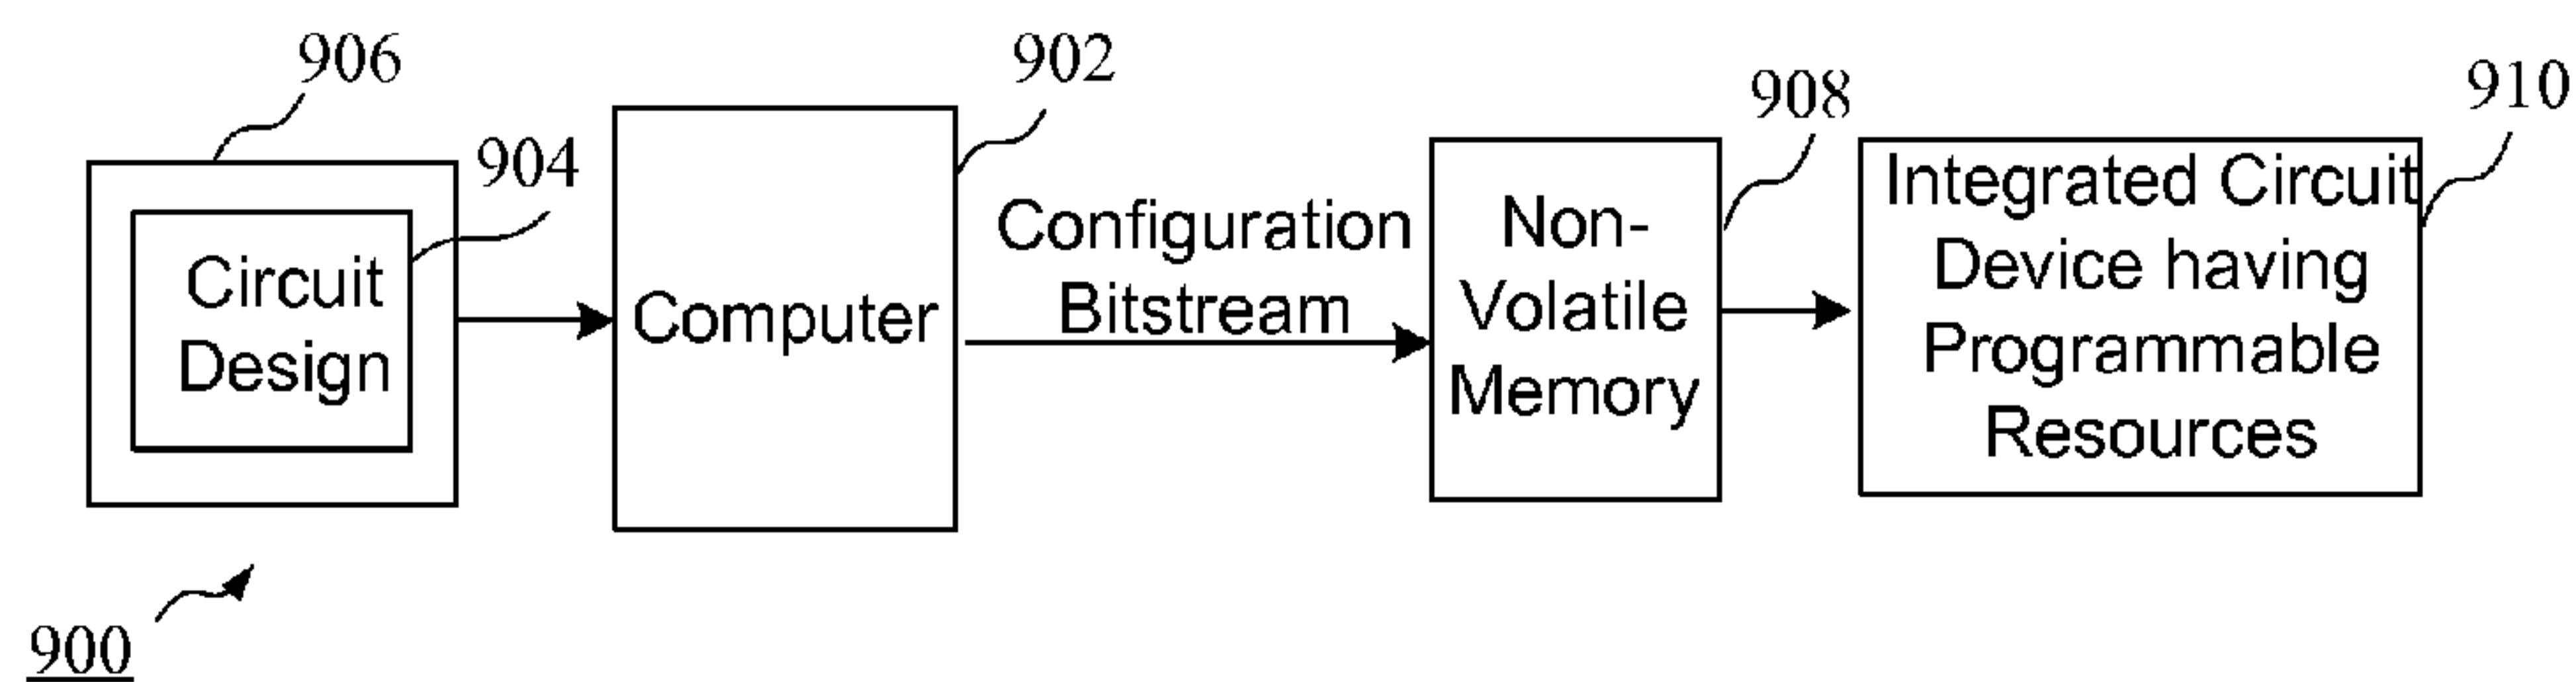 906
902
908
910
904
Circuit
Design
Computer
Configuration
Bitstream
Non-
Volatile
Memory
Integrated Circuit
Device having
Programmable
Resources
900